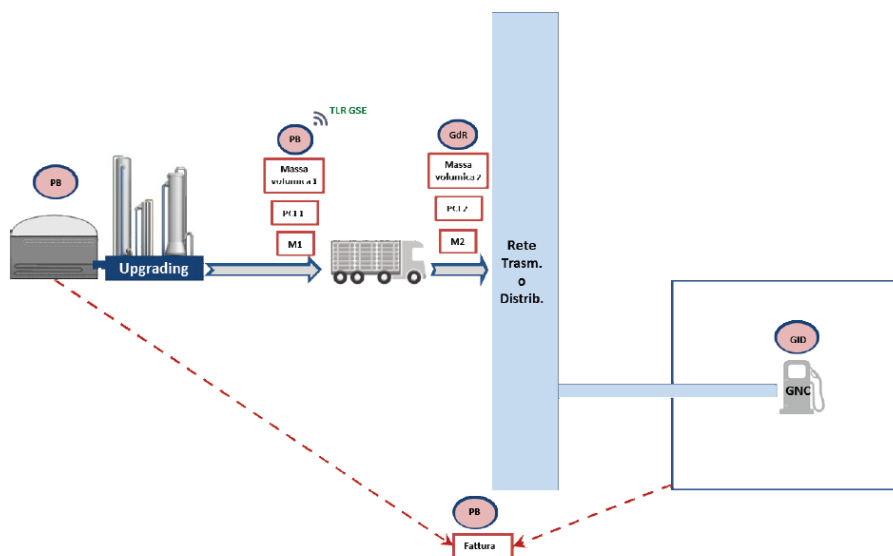 TLR GSE
PB
GdR
Massa
volumica 1
Massa
volumica 2
PB
PCI 1
PCI 2
M1
M2
Upgrading
Rete
Trasm.
o
Distrib.
GID
GNC
PB
Fattura